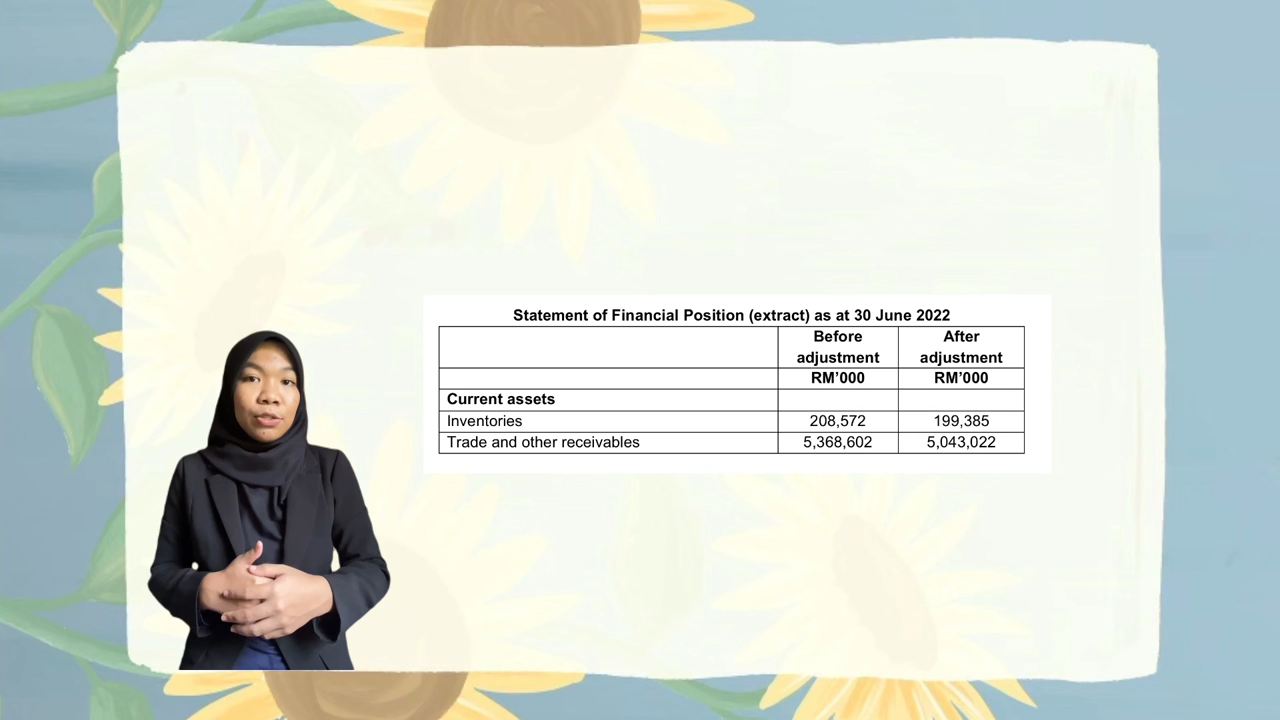 Statement of Financial Position (extract) as at 30 June 2022
Before adjustment After adjustment
RM’000 RM’000
Current assets
Inventories 208,572 199,385
Trade and other receivables 5,368,602 5,043,022